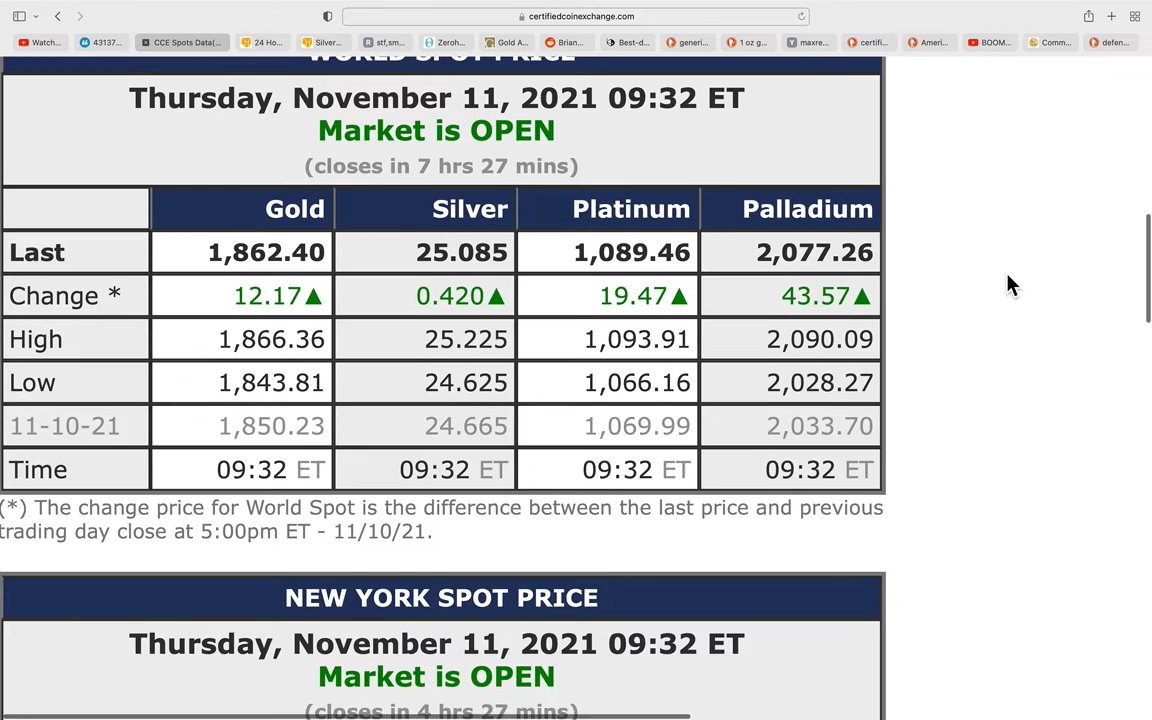 certifiedcoinexchange.com
Watch... 43137... CCE Spots Data(... 24 Ho... Silver... stf,sm... Zeroh... Gold A... Brian... Best-d... generi... 1 oz g... maxre... certifi... Ameri... BOOM... Comm... defen...
WORLD SPOT PRICE
Thursday, November 11, 2021 09:32 ET
Market is OPEN
(closes in 7 hrs 27 mins)
Gold Silver Platinum Palladium
Last 1,862.40 25.085 1,089.46 2,077.26
Change * 12.17▲ 0.420▲ 19.47▲ 43.57▲
High 1,866.36 25.225 1,093.91 2,090.09
Low 1,843.81 24.625 1,066.16 2,028.27
11-10-21 1,850.23 24.665 1,069.99 2,033.70
Time 09:32 ET 09:32 ET 09:32 ET 09:32 ET
(*) The change price for World Spot is the difference between the last price and previous
trading day close at 5:00pm ET - 11/10/21.
NEW YORK SPOT PRICE
Thursday, November 11, 2021 09:32 ET
Market is OPEN
(closes in 4 hrs 27 mins)